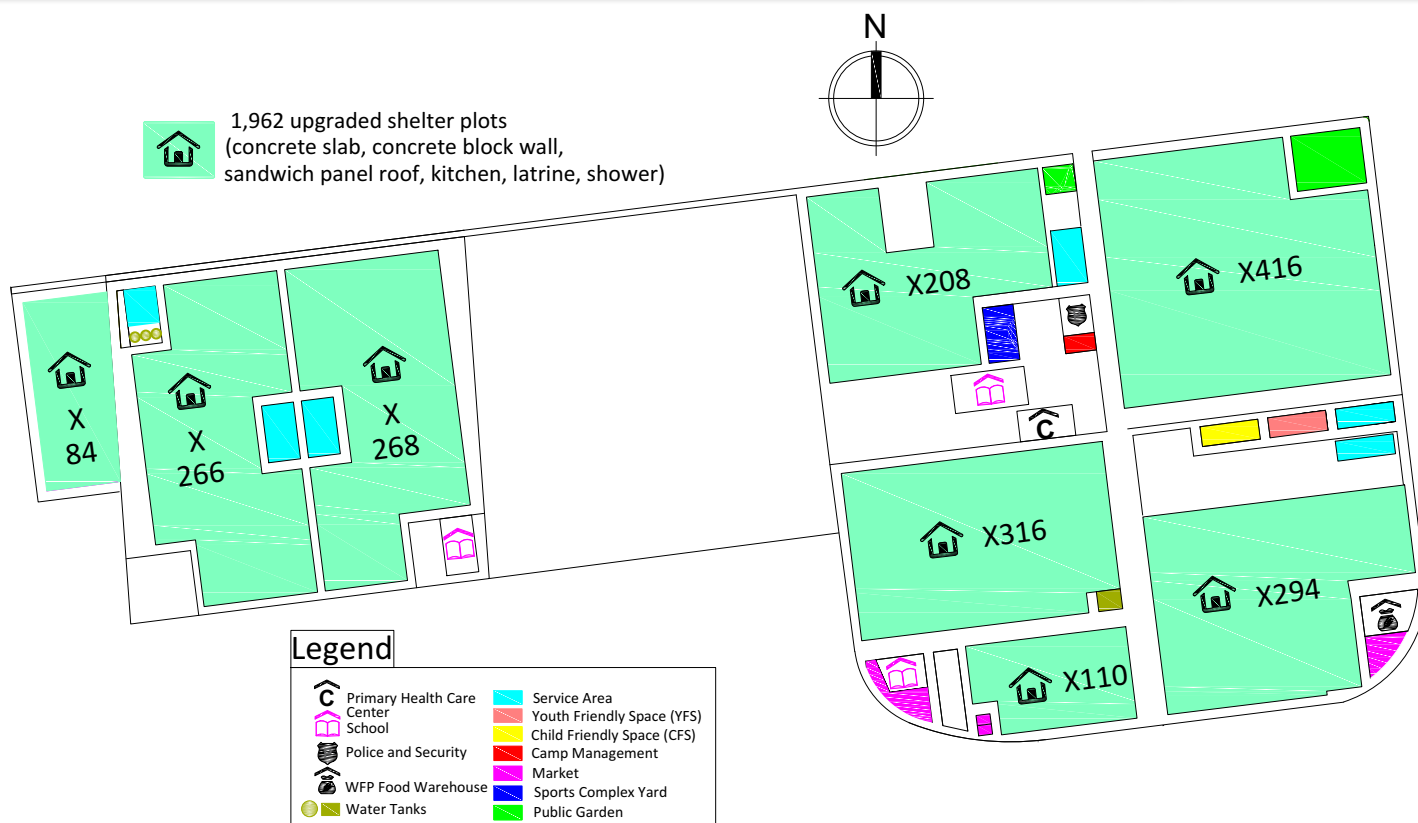 N
1,962 upgraded shelter plots
(concrete slab, concrete block wall,
sandwich panel roof, kitchen, latrine, shower)
X208
X416
X
84
X
266
X
268
C
X316
X294
X110
Legend
C Primary Health Care
Center
School
Police and Security
WFP Food Warehouse
Water Tanks
Service Area
Youth Friendly Space (YFS)
Child Friendly Space (CFS)
Camp Management
Market
Sports Complex Yard
Public Garden